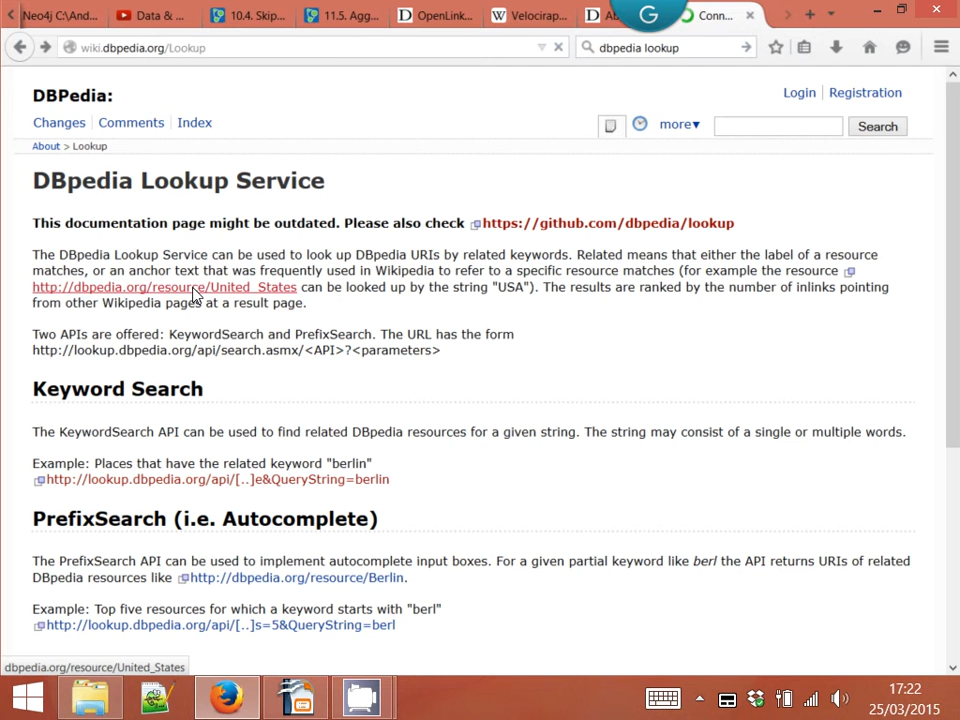 Neo4j C:\And...
Data & ...
10.4. Skip...
11.5. Agg...
OpenLink...
Velocirap...
Conn...
wiki.dbpedia.org/Lookup
dbpedia lookup
DBPedia:
Login | Registration
Changes | Comments | Index
more▾
Search
About > Lookup
DBpedia Lookup Service
This documentation page might be outdated. Please also check https://github.com/dbpedia/lookup
The DBpedia Lookup Service can be used to look up DBpedia URIs by related keywords. Related means that either the label of a resource
matches, or an anchor text that was frequently used in Wikipedia to refer to a specific resource matches (for example the resource
http://dbpedia.org/resource/United_States can be looked up by the string "USA"). The results are ranked by the number of inlinks pointing
from other Wikipedia pages at a result page.
Two APIs are offered: KeywordSearch and PrefixSearch. The URL has the form
http://lookup.dbpedia.org/api/search.asmx/<API>?<parameters>
Keyword Search
The KeywordSearch API can be used to find related DBpedia resources for a given string. The string may consist of a single or multiple words.
Example: Places that have the related keyword "berlin"
http://lookup.dbpedia.org/api/[..]e&QueryString=berlin
PrefixSearch (i.e. Autocomplete)
The PrefixSearch API can be used to implement autocomplete input boxes. For a given partial keyword like berl the API returns URIs of related
DBpedia resources like http://dbpedia.org/resource/Berlin.
Example: Top five resources for which a keyword starts with "berl"
http://lookup.dbpedia.org/api/[..]s=5&QueryString=berl
dbpedia.org/resource/United_States
17:22
25/03/2015